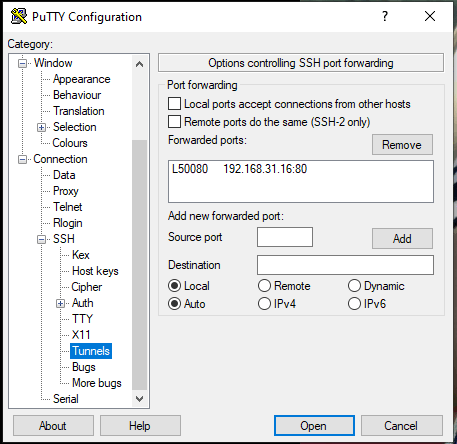 PuTTY Configuration
Category:
Window
Appearance
Behaviour
Translation
Selection
Colours
Connection
Data
Proxy
Telnet
Rlogin
SSH
Kex
Host keys
Cipher
Auth
TTY
X11
Tunnels
Bugs
More bugs
Serial
Options controlling SSH port forwarding
Port forwarding
Local ports accept connections from other hosts
Remote ports do the same (SSH-2 only)
Forwarded ports:
Remove
L50080 192.168.31.16:80
Add new forwarded port:
Source port
Add
Destination
Local Remote Dynamic
Auto IPv4 IPv6
About Help Open Cancel